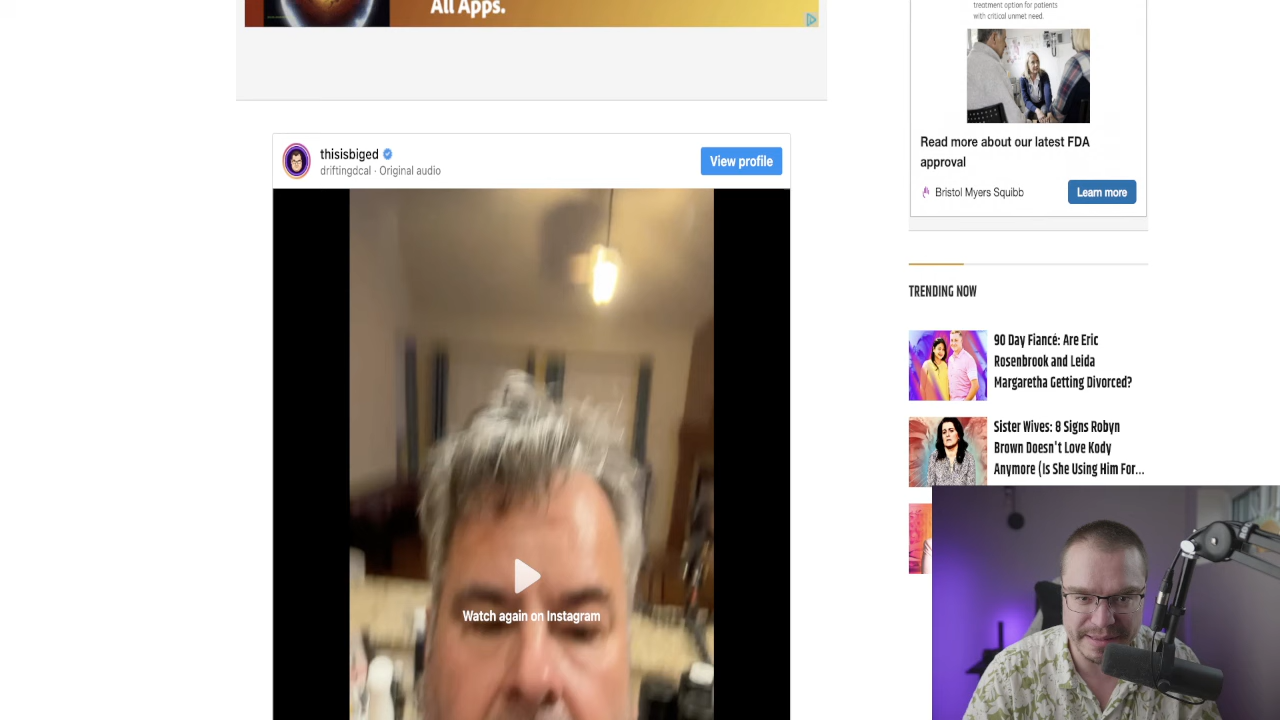 All Apps.
thisisbiged
driftingdcal · Original audio
View profile
Watch again on Instagram
treatment option for patients
with critical unmet need.
Read more about our latest FDA
approval
Bristol Myers Squibb
Learn more
TRENDING NOW
90 Day Fiancé: Are Eric
Rosenbrook and Leida
Margaretha Getting Divorced?
Sister Wives: 8 Signs Robyn
Brown Doesn't Love Kody
Anymore (Is She Using Him For...